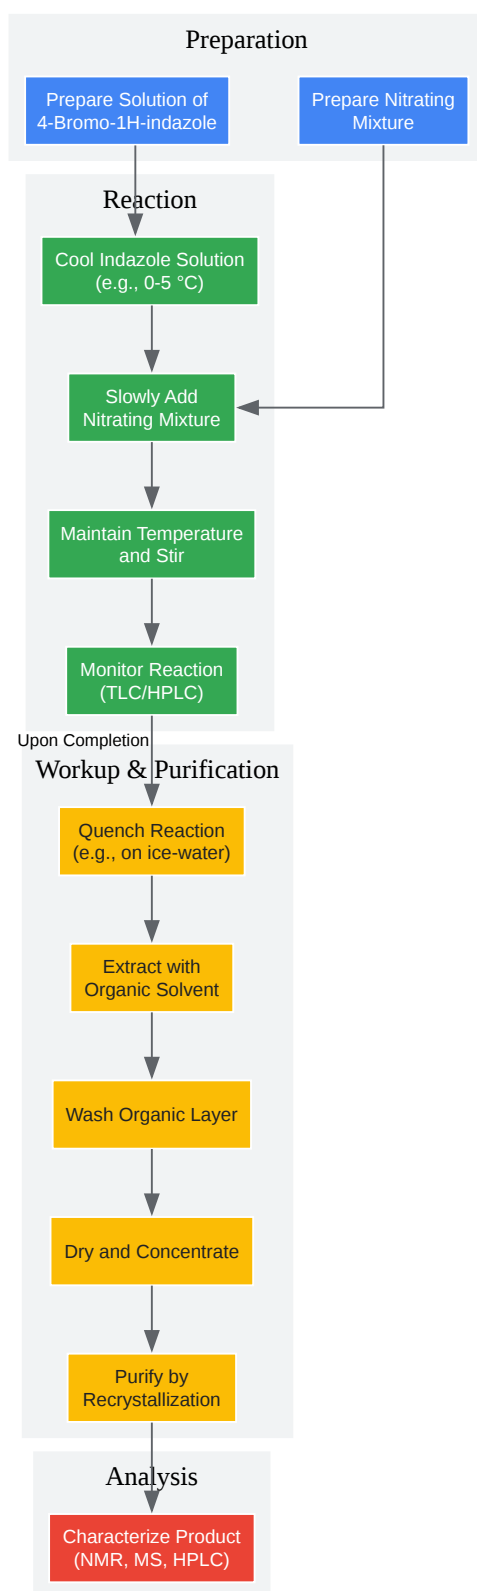 Preparation
Prepare Solution of
4-Bromo-1H-indazole
Prepare Nitrating
Mixture
Reaction
Cool Indazole Solution
(e.g., 0-5 °C)
Slowly Add
Nitrating Mixture
Maintain Temperature
and Stir
Monitor Reaction
(TLC/HPLC)
Upon Completion
Workup & Purification
Quench Reaction
(e.g., on ice-water)
Extract with
Organic Solvent
Wash Organic Layer
Dry and Concentrate
Purify by
Recrystallization
Analysis
Characterize Product
(NMR, MS, HPLC)